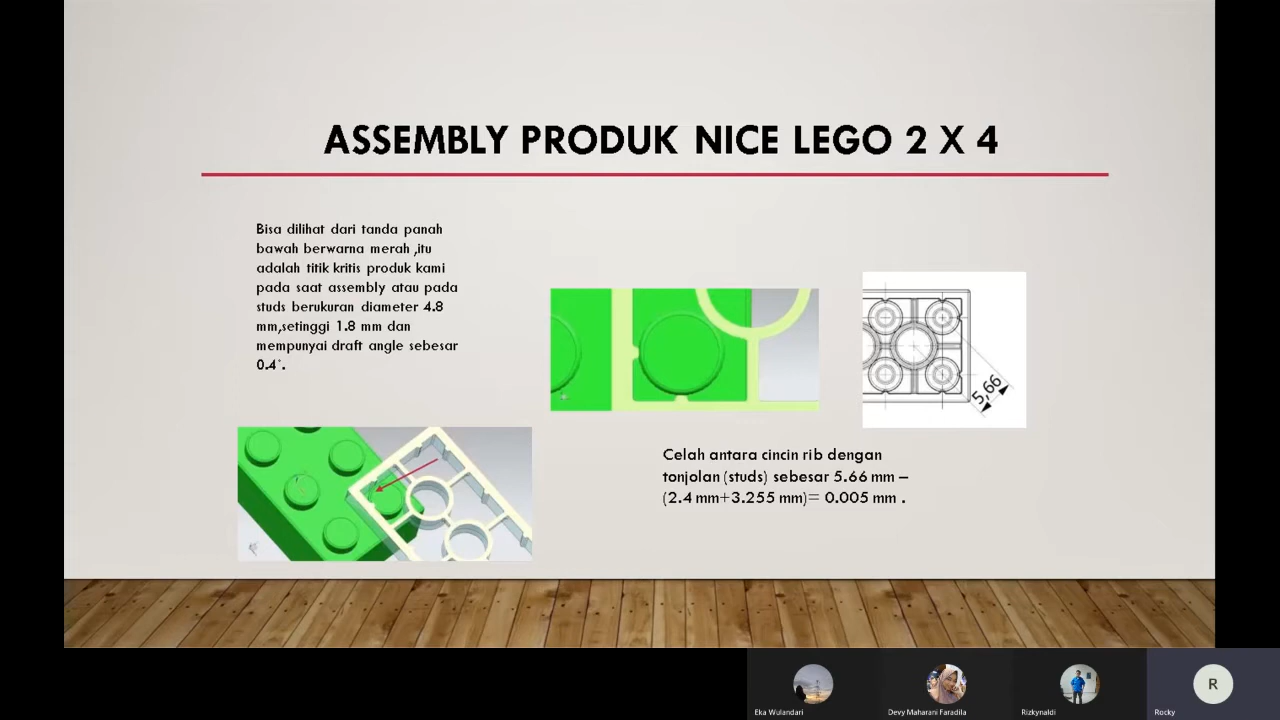 ASSEMBLY PRODUK NICE LEGO 2 X 4
Bisa dilihat dari tanda panah
bawah berwarna merah ,itu
adalah titik kritis produk kami
pada saat assembly atau pada
studs berukuran diameter 4.8
mm,setinggi 1.8 mm dan
mempunyai draft angle sebesar
0.4°.
5,66
Celah antara cincin rib dengan
tonjolan (studs) sebesar 5.66 mm –
(2.4 mm+3.255 mm)= 0.005 mm .
Eka Wulandari
Devy Maharani Faradila
Rizkynaldi
R
Rocky